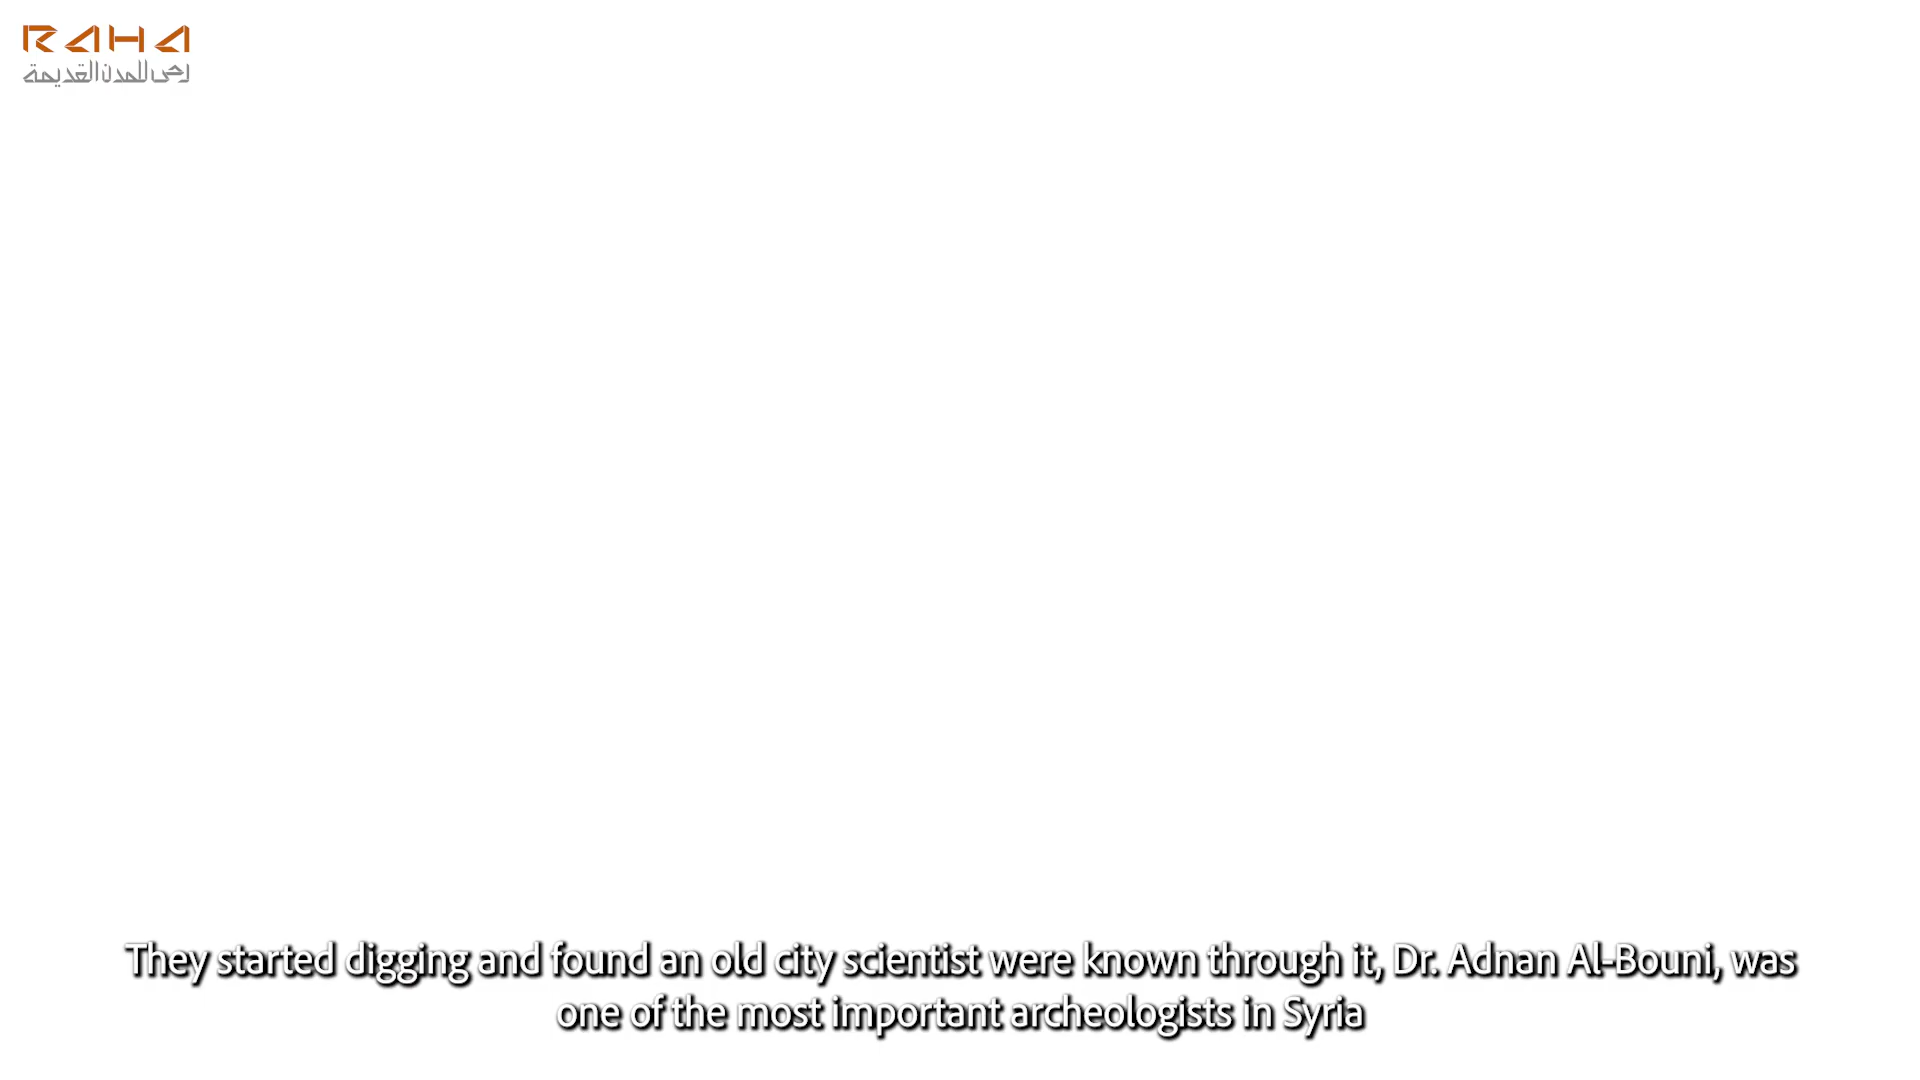 RAHA
رص للمدن القديمة
They started digging and found an old city scientist were known through it, Dr. Adnan Al-Bouni, was
one of the most important archeologists in Syria